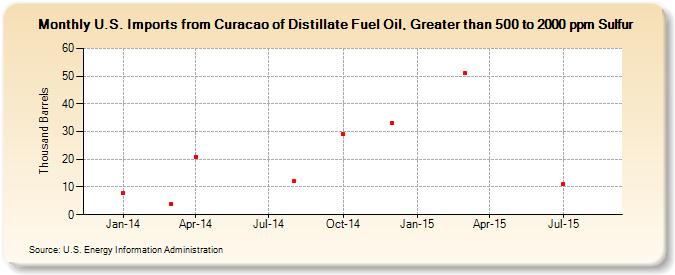 Monthly U.S. Imports from Curacao of Distillate Fuel Oil, Greater than 500 to 2000 ppm Sulfur
Thousand Barrels
60
50
40
30
20
10
0
Jan-14 Apr-14 Jul-14 Oct-14 Jan-15 Apr-15 Jul-15
Source: U.S. Energy Information Administration